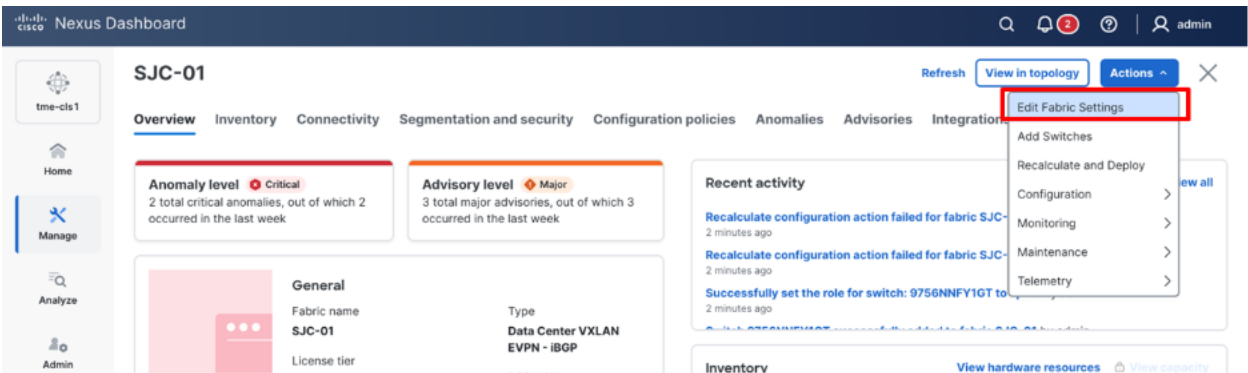 cisco Nexus Dashboard
2
admin
tme-cls1
Home
Manage
Analyze
Admin
SJC-01
Refresh
View in topology
Actions
Overview Inventory Connectivity Segmentation and security Configuration policies Anomalies Advisories Integration
Edit Fabric Settings
Add Switches
Recalculate and Deploy
Configuration
Monitoring
Maintenance
Telemetry
Anomaly level Critical
2 total critical anomalies, out of which 2
occurred in the last week
Advisory level Major
3 total major advisories, out of which 3
occurred in the last week
Recent activity
ew all
Recalculate configuration action failed for fabric SJC-
2 minutes ago
Recalculate configuration action failed for fabric SJC-
2 minutes ago
Successfully set the role for switch: 9756NNFY1GT to
2 minutes ago
General
Fabric name
SJC-01
Type
Data Center VXLAN
EVPN - iBGP
License tier
Inventory
View hardware resources
View capacity